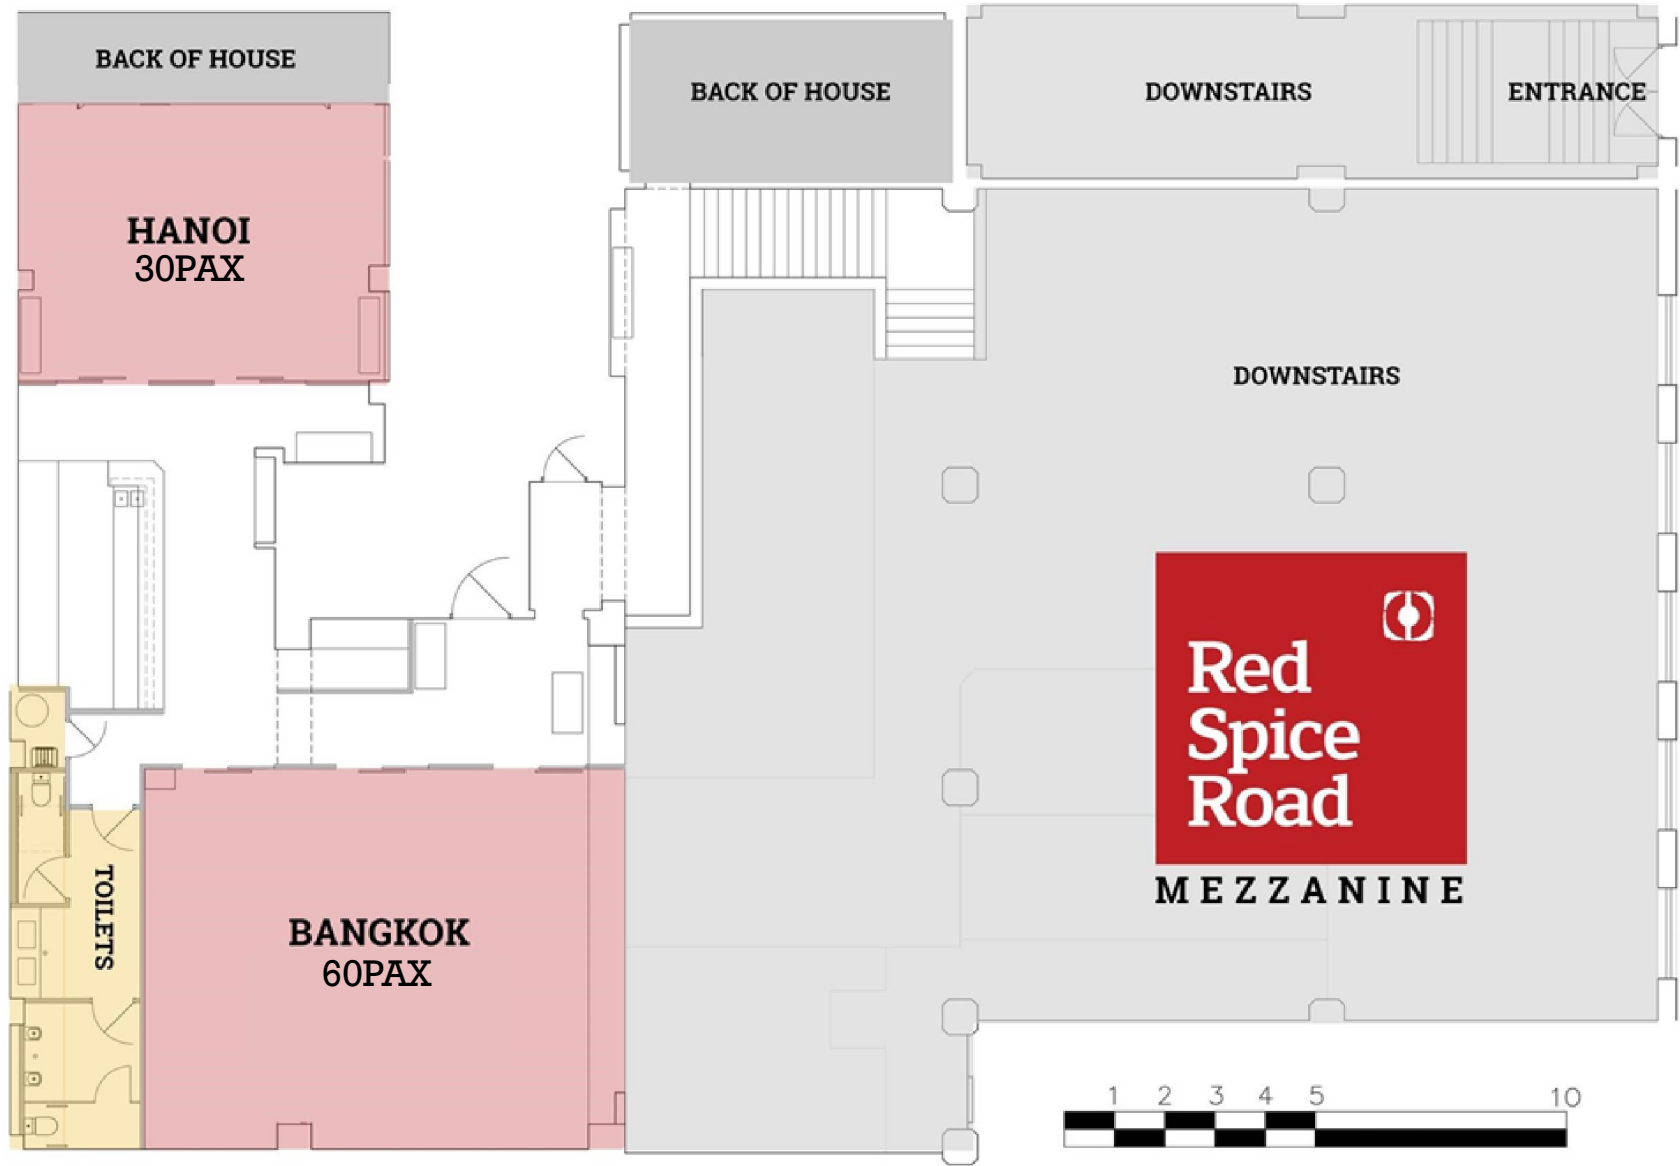 BACK OF HOUSE
BACK OF HOUSE
DOWNSTAIRS
ENTRANCE
HANOI
30PAX
DOWNSTAIRS
Red
Spice
Road
MEZZANINE
TOILETS
BANGKOK
60PAX
1 2 3 4 5 10